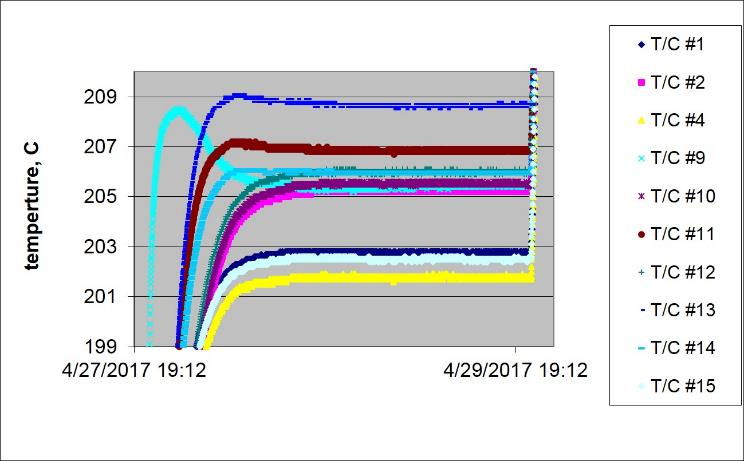 temperture, C
209
207
205
203
201
199
4/27/2017 19:12
4/29/2017 19:12
T/C #1
T/C #2
T/C #4
T/C #9
T/C #10
T/C #11
T/C #12
T/C #13
T/C #14
T/C #15